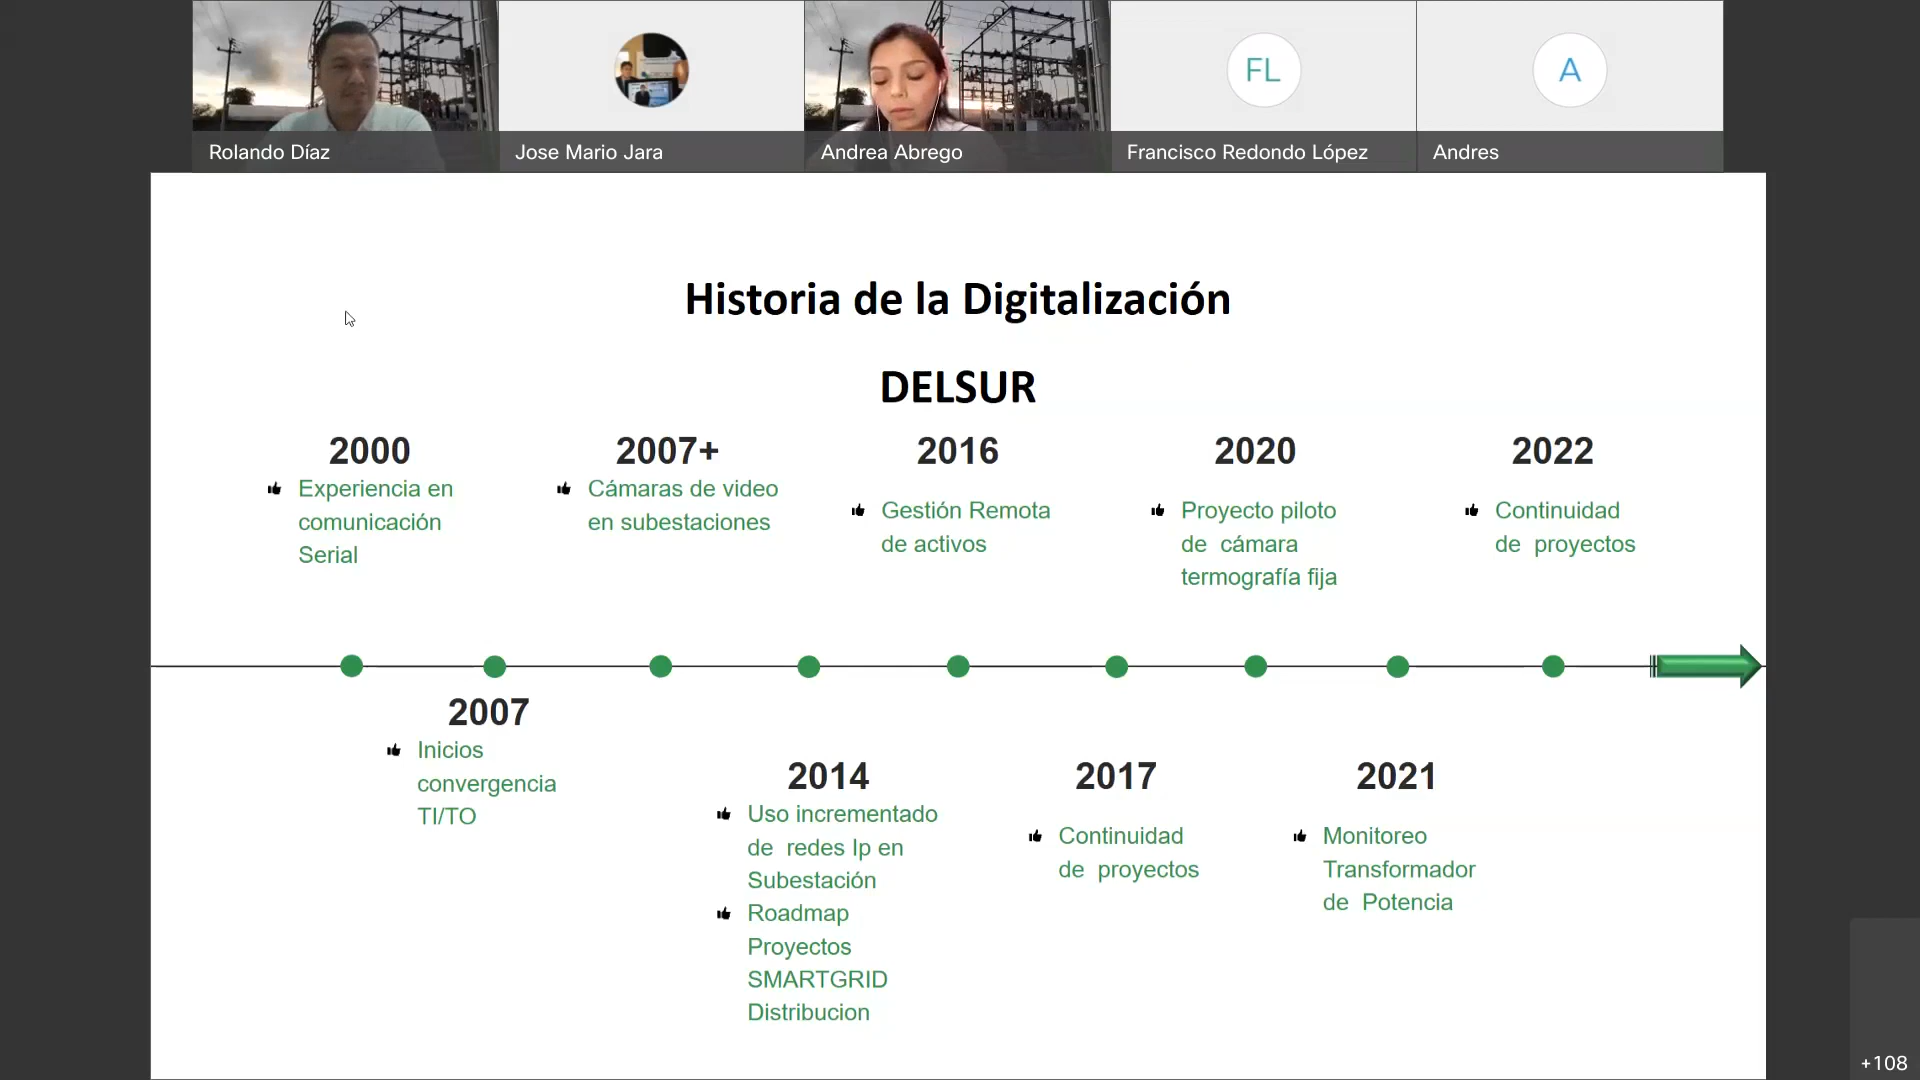 Rolando Díaz
Jose Mario Jara
Andrea Abrego
FL
Francisco Redondo López
A
Andres
Historia de la Digitalización
DELSUR
2000
Experiencia en
comunicación
Serial
2007+
Cámaras de video
en subestaciones
2016
Gestión Remota
de activos
2020
Proyecto piloto
de cámara
termografía fija
2022
Continuidad
de proyectos
2007
Inicios
convergencia
TI/TO
2014
Uso incrementado
de redes Ip en
Subestación
Roadmap
Proyectos
SMARTGRID
Distribucion
2017
Continuidad
de proyectos
2021
Monitoreo
Transformador
de Potencia
+108